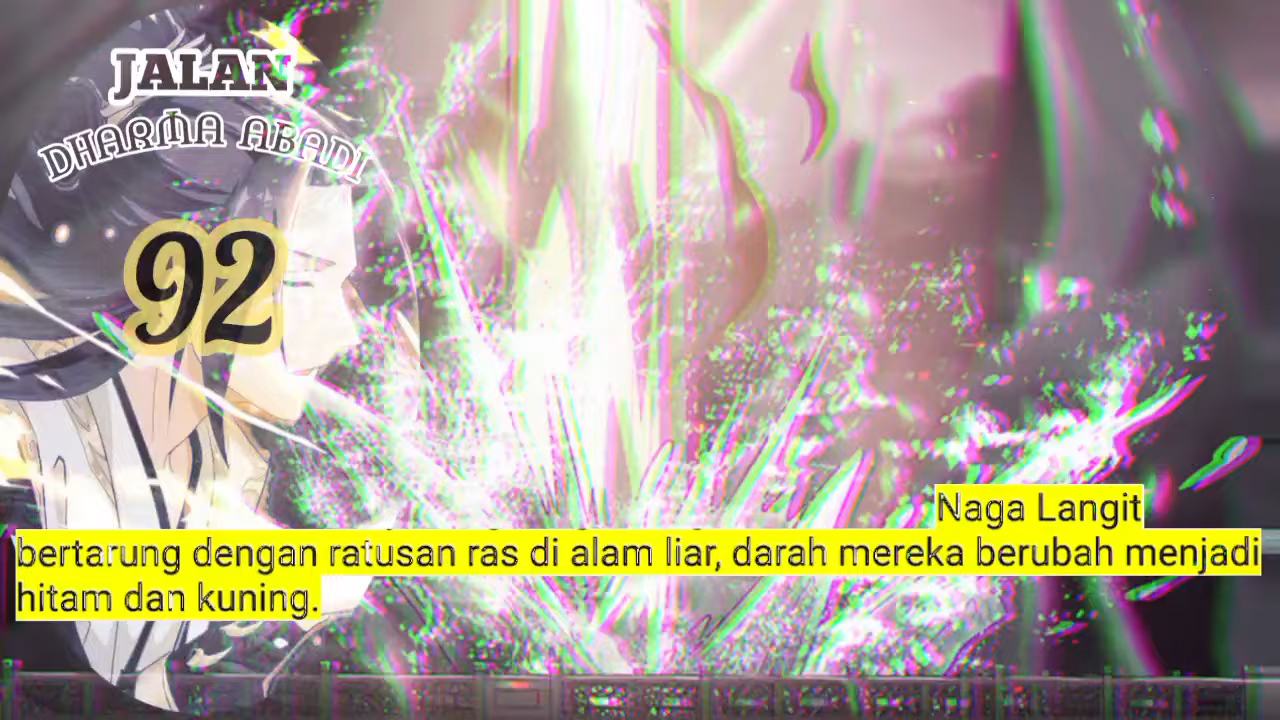 JALAN
DHARMA ABADI
92
Naga Langit
bertarung dengan ratusan ras di alam liar, darah mereka berubah menjadi
hitam dan kuning.